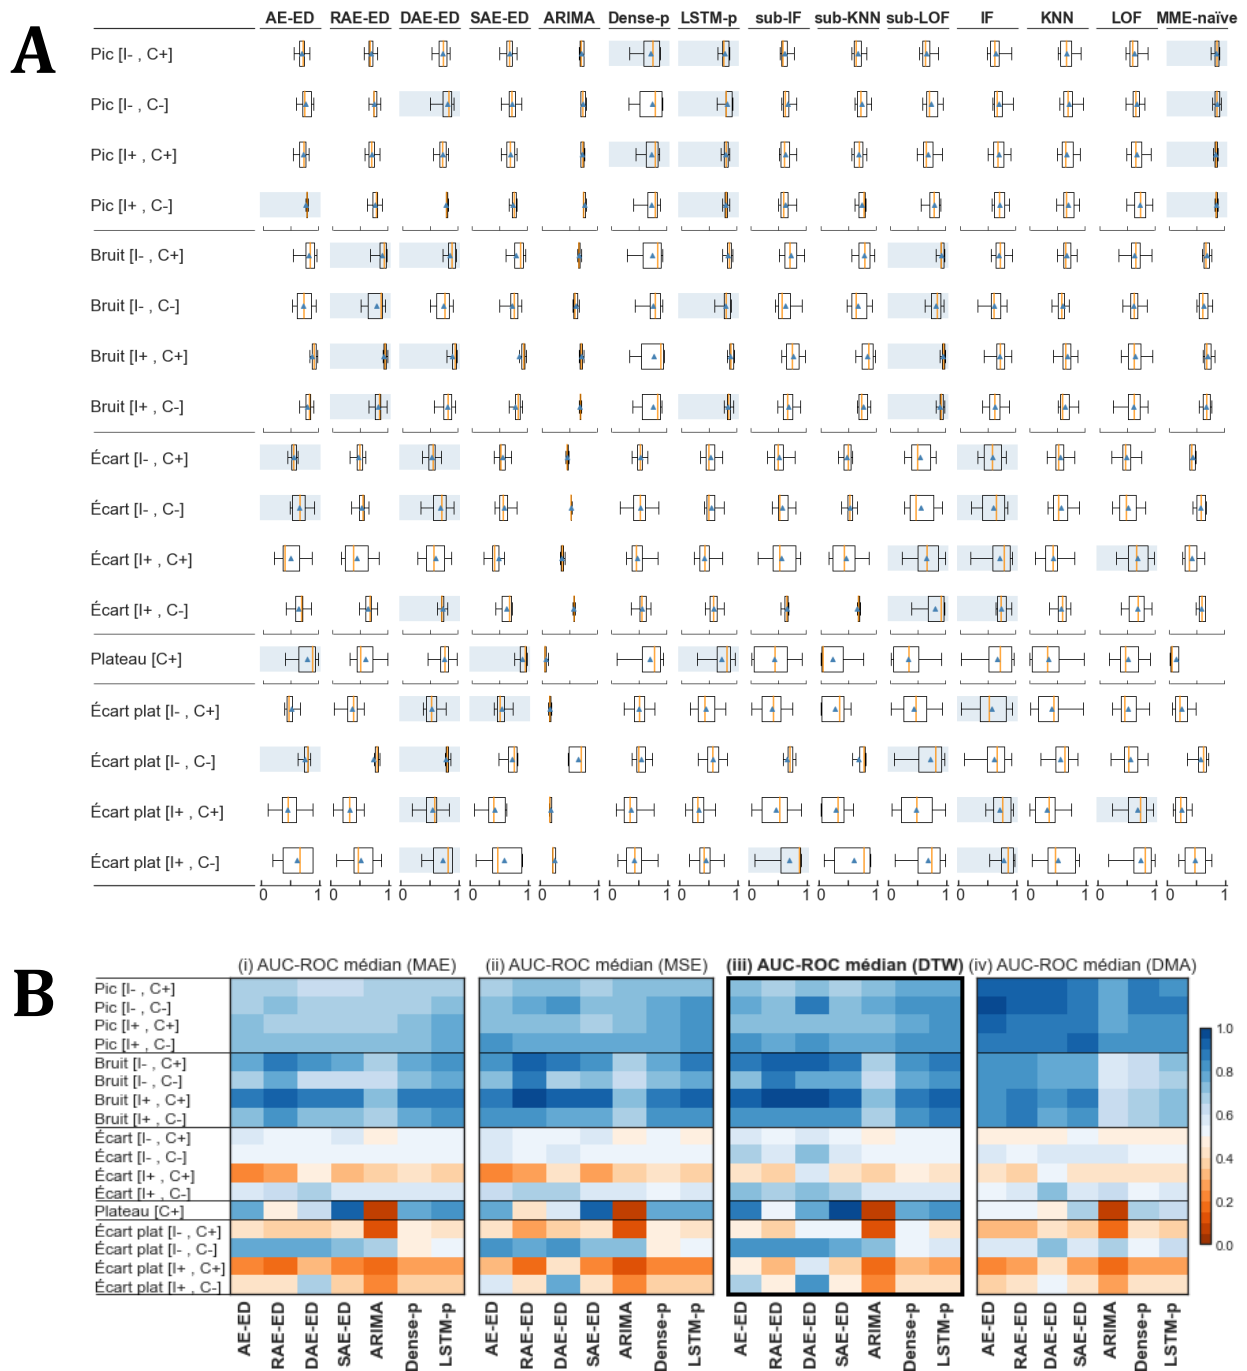 A
AE-ED RAE-ED DAE-ED SAE-ED ARIMA Dense-p LSTM-p sub-IF sub-KNN sub-LOF IF KNN LOF MME-naïve
Pic [I- , C+]
Pic [I- , C-]
Pic [I+ , C+]
Pic [I+ , C-]
Bruit [I- , C+]
Bruit [I- , C-]
Bruit [I+ , C+]
Bruit [I+ , C-]
Écart [I- , C+]
Écart [I- , C-]
Écart [I+ , C+]
Écart [I+ , C-]
Plateau [C+]
Écart plat [I- , C+]
Écart plat [I- , C-]
Écart plat [I+ , C+]
Écart plat [I+ , C-]
0 1 0 1 0 1 0 1 0 1 0 1 0 1 0 1 0 1 0 1 0 1 0 1 0 1 0 1
B
(i) AUC-ROC médian (MAE) (ii) AUC-ROC médian (MSE) (iii) AUC-ROC médian (DTW) (iv) AUC-ROC médian (DMA)
Pic [I- , C+]
Pic [I- , C-]
Pic [I+ , C+]
Pic [I+ , C-]
Bruit [I- , C+]
Bruit [I- , C-]
Bruit [I+ , C+]
Bruit [I+ , C-]
Écart [I- , C+]
Écart [I- , C-]
Écart [I+ , C+]
Écart [I+ , C-]
Plateau [C+]
Écart plat [I- , C+]
Écart plat [I- , C-]
Écart plat [I+ , C+]
Écart plat [I+ , C-]
1.0
0.8
0.6
0.4
0.2
0.0
AE-ED RAE-ED DAE-ED SAE-ED ARIMA Dense-p LSTM-p AE-ED RAE-ED DAE-ED SAE-ED ARIMA Dense-p LSTM-p AE-ED RAE-ED DAE-ED SAE-ED ARIMA Dense-p LSTM-p AE-ED RAE-ED DAE-ED SAE-ED ARIMA Dense-p LSTM-p